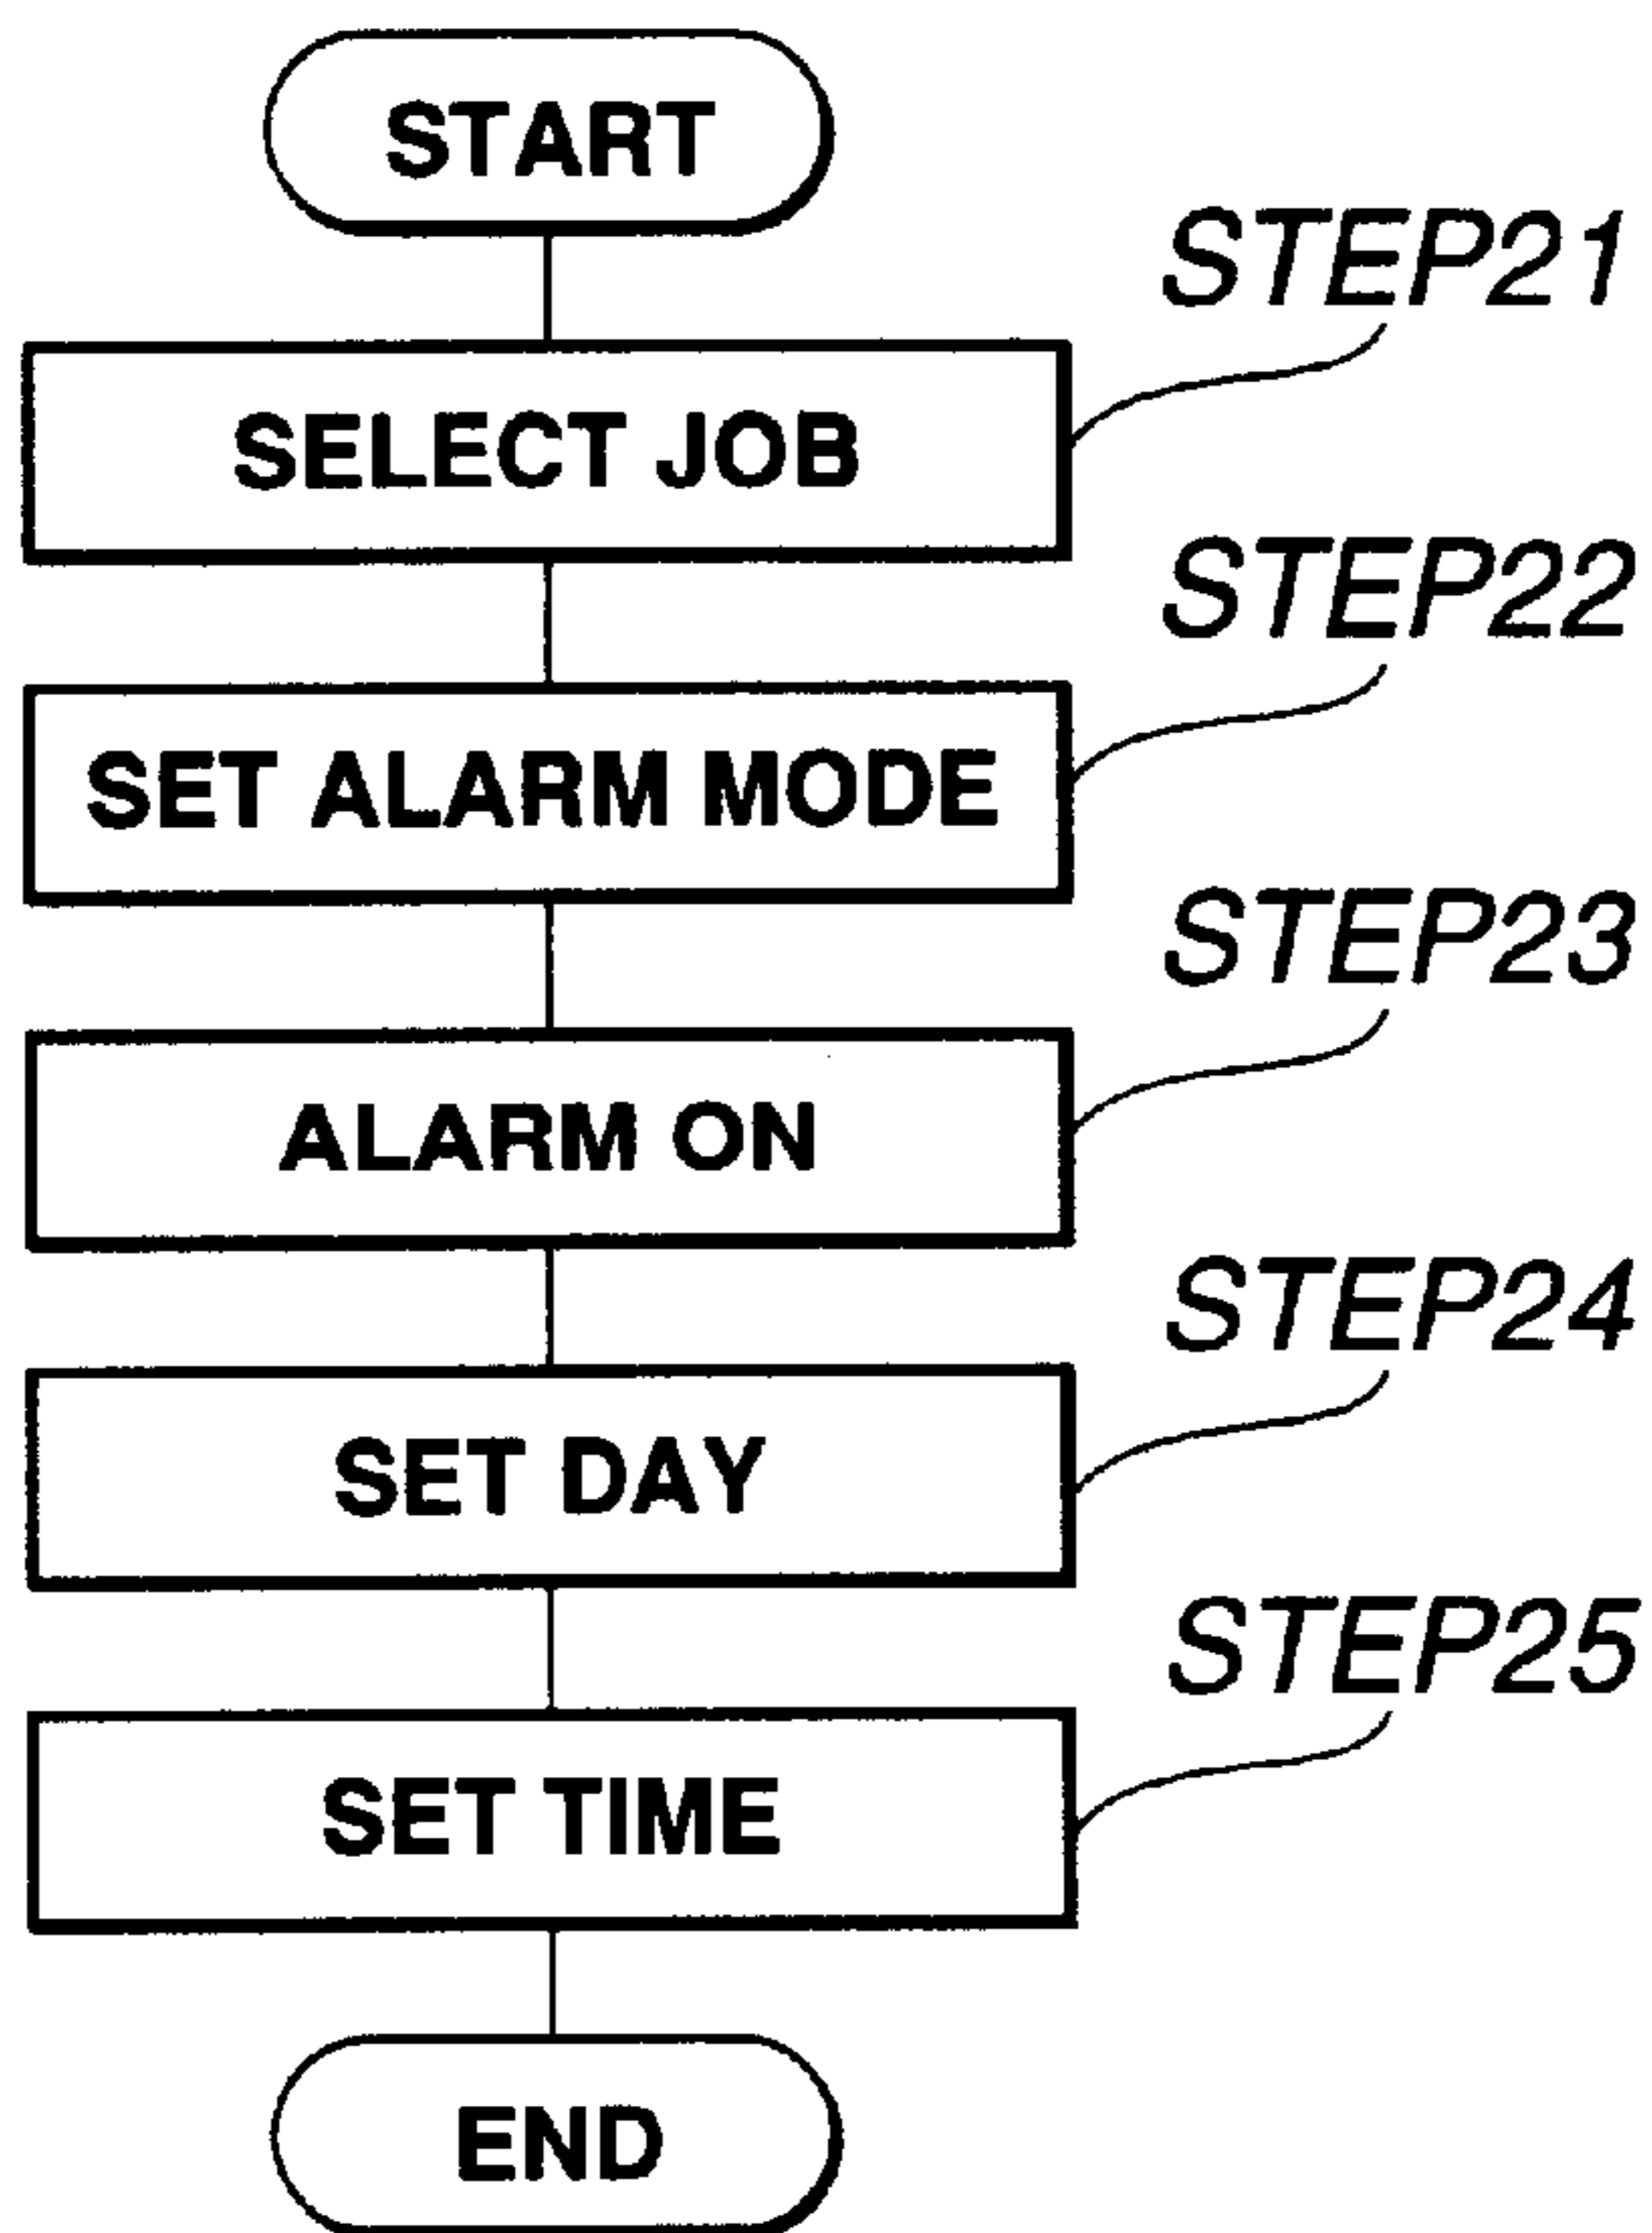 START
STEP21
SELECT JOB
STEP22
SET ALARM MODE
STEP23
ALARM ON
STEP24
SET DAY
STEP25
SET TIME
END